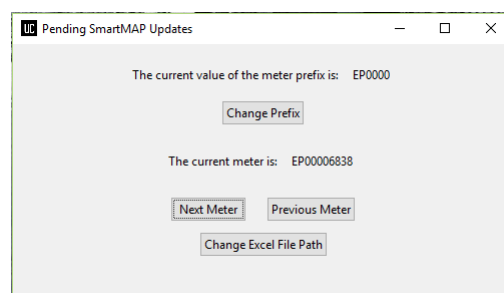 UC Pending SmartMAP Updates
The current value of the meter prefix is: EP0000
Change Prefix
The current meter is: EP00006838
Next Meter Previous Meter
Change Excel File Path